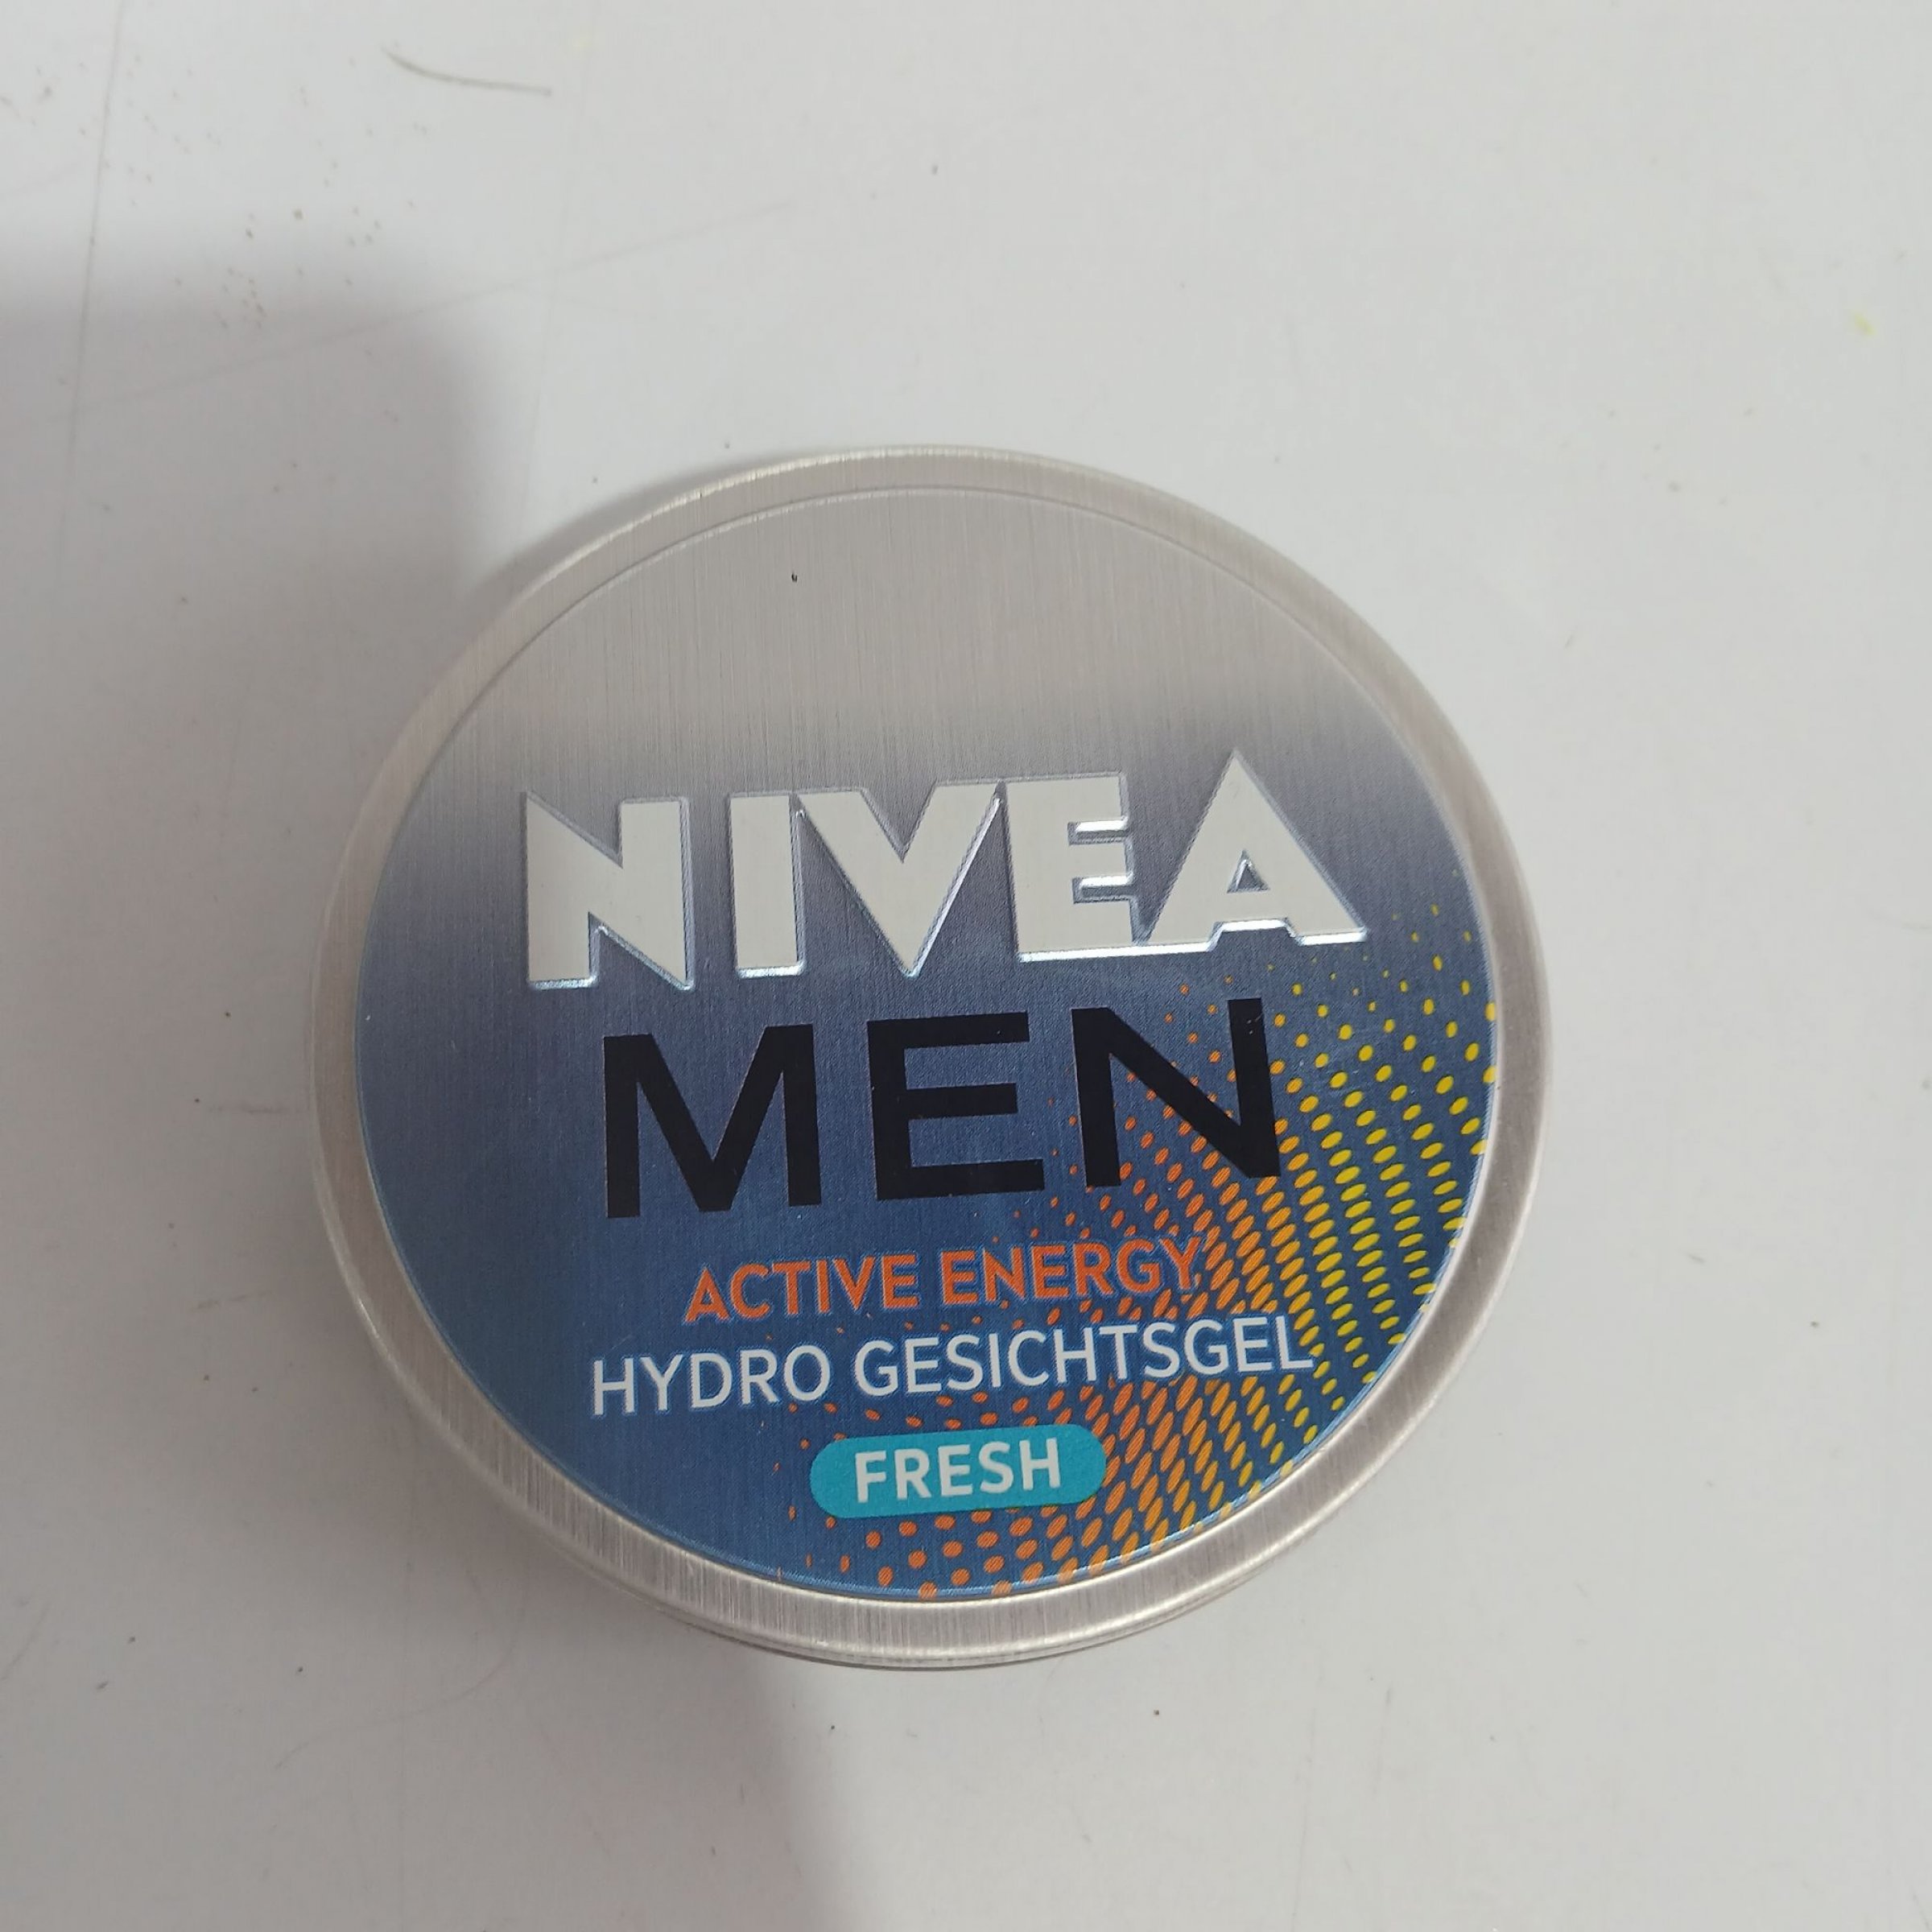 NIVEA
MEN
ACTIVE ENERGY
HYDRO GESICHTSGEL
FRESH